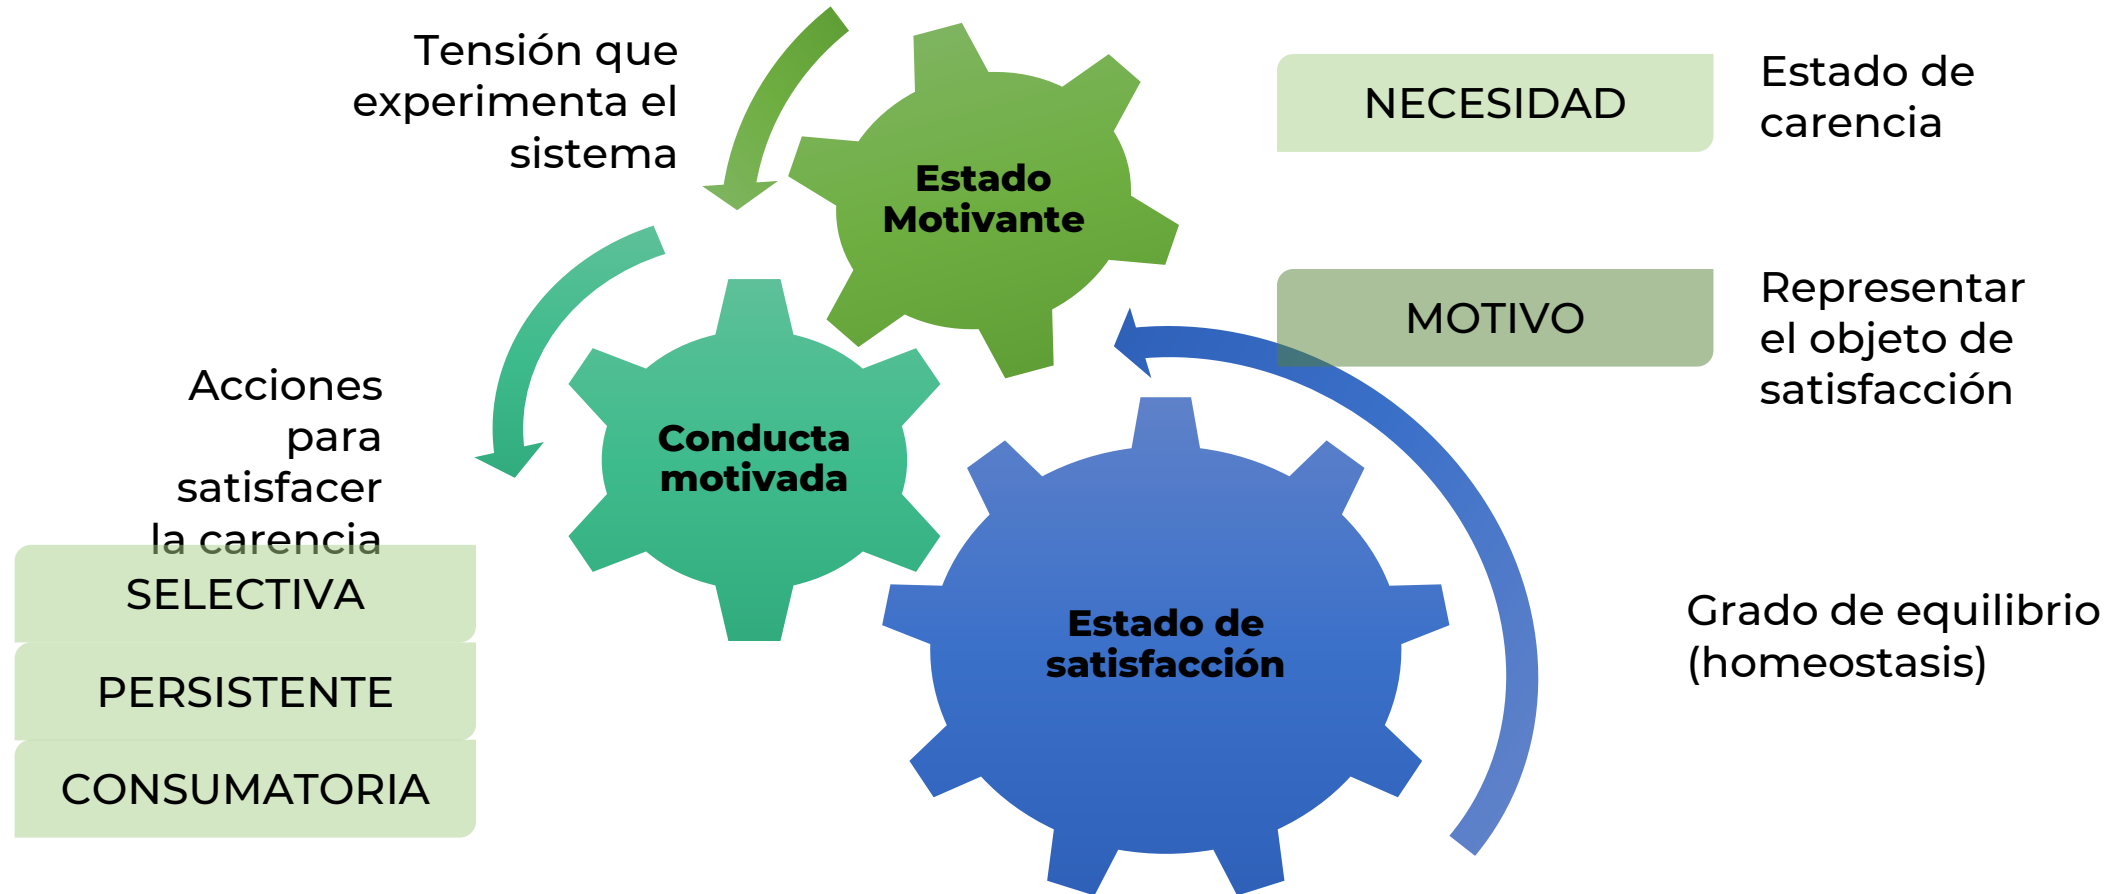 Tensión que
experimenta el
sistema
Estado
Motivante
NECESIDAD
Estado de
carencia
MOTIVO
Representar
el objeto de
satisfacción
Acciones
para
satisfacer
la carencia
SELECTIVA
PERSISTENTE
CONSUMATORIA
Conducta
motivada
Estado de
satisfacción
Grado de equilibrio
(homeostasis)